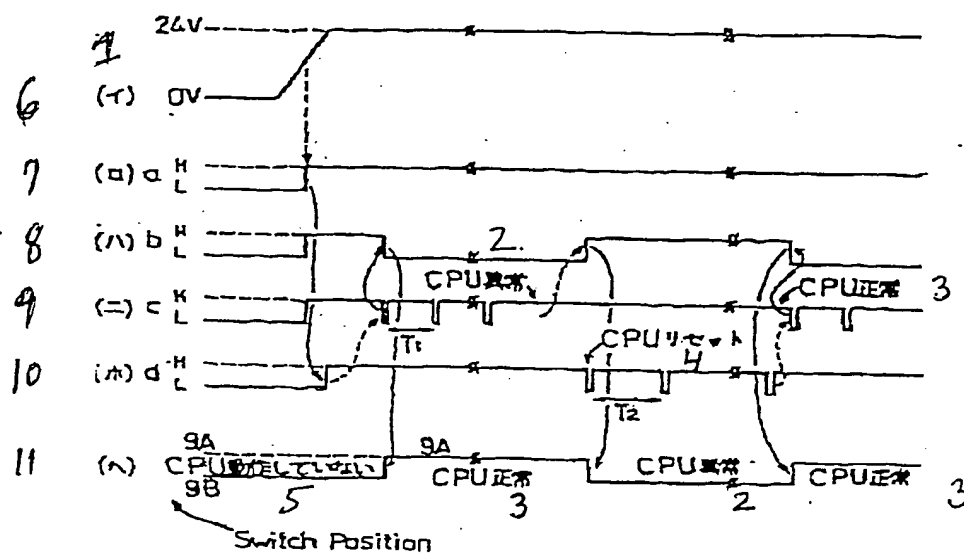 1 24V
6 (イ) 0V
7 (ロ) a H
L
8 (ハ) b H
L
2.
CPU異常
CPU正常 3
9 (ニ) c H
L
T1
CPUリセット
4
10 (ホ) d H
L
T2
9A
9A
11 (ヘ) CPU動作していない
CPU正常
CPU異常
CPU正常 3
9B
5
3
2
Switch Position